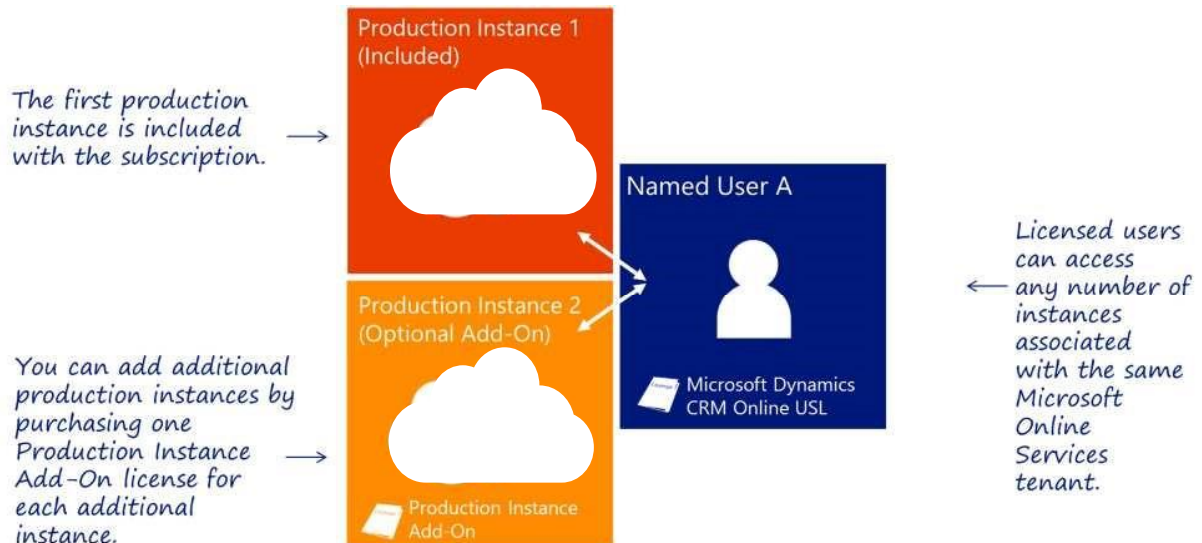 The first production
instance is included
with the subscription.
Production Instance 1
(Included)
Named User A
Microsoft Dynamics
CRM Online USL
Licensed users
can access
any number of
instances
associated
with the same
Microsoft
Online
Services
tenant.
You can add additional
production instances by
purchasing one
Production Instance
Add-On license for
each additional
instance.
Production Instance 2
(Optional Add-On)
Production Instance
Add-On